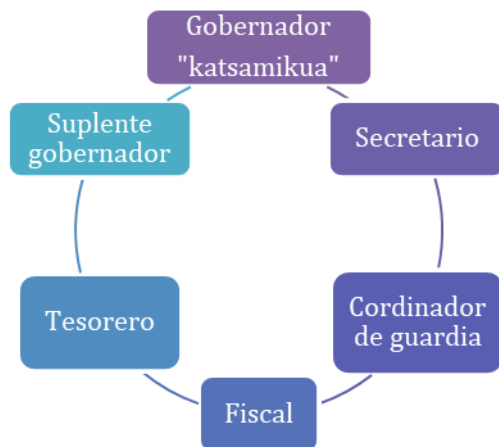 Gobernador
"katsamikua"
Secretario
Cordinador
de guardia
Fiscal
Tesorero
Suplente
gobernador